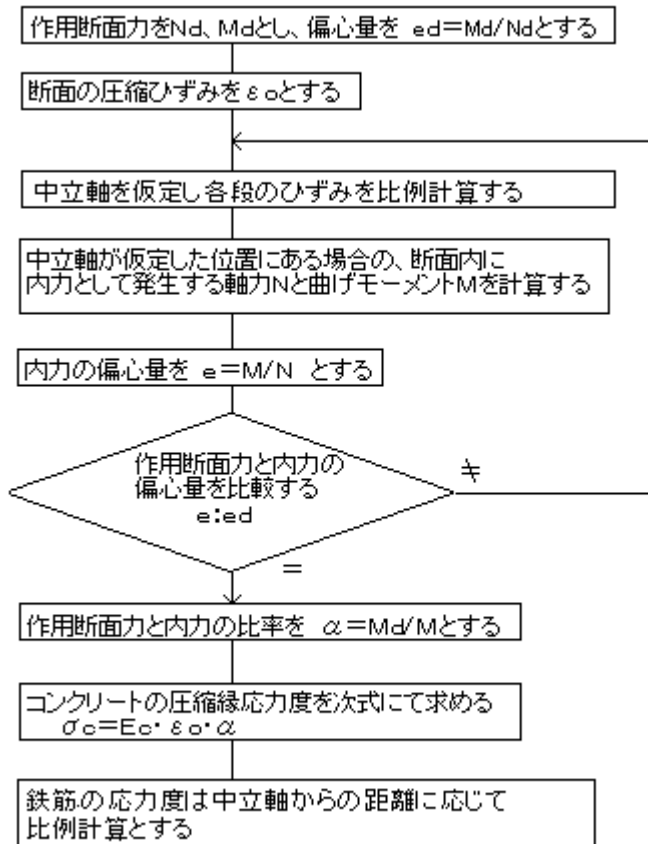 作用断面力をNd、Mdとし、偏心量を ed=Md/Ndとする
断面の圧縮ひずみをεcとする
中立軸を仮定し各段のひずみを比例計算する
中立軸が仮定した位置にある場合の、断面内に
内力として発生する軸力Nと曲げモーメントMを計算する
内力の偏心量を e=M/N とする
作用断面力と内力の
偏心量を比較する
e:ed
≠
=
作用断面力と内力の比率を α=Md/Mとする
コンクリートの圧縮縁応力度を次式にて求める
σc=Ec・εc・α
鉄筋の応力度は中立軸からの距離に応じて
比例計算とする